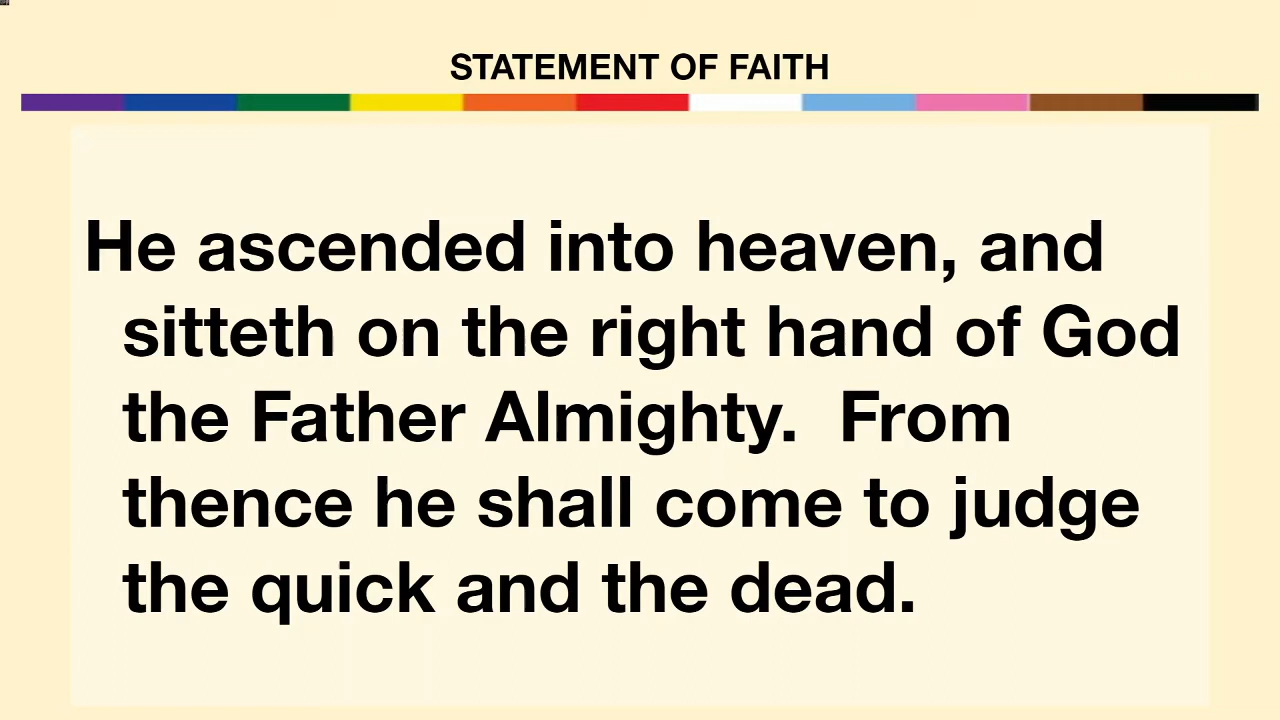 STATEMENT OF FAITH
He ascended into heaven, and
sitteth on the right hand of God
the Father Almighty.  From
thence he shall come to judge
the quick and the dead.